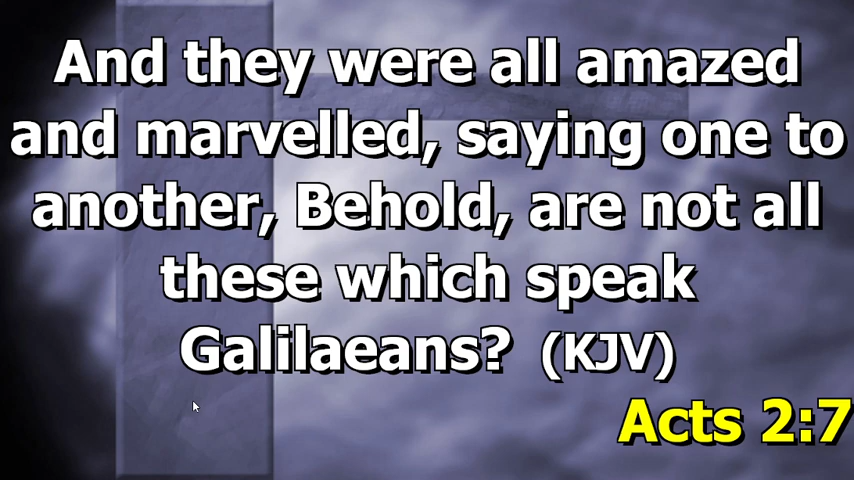 And they were all amazed
and marvelled, saying one to
another, Behold, are not all
these which speak
Galilaeans? (KJV)
Acts 2:7